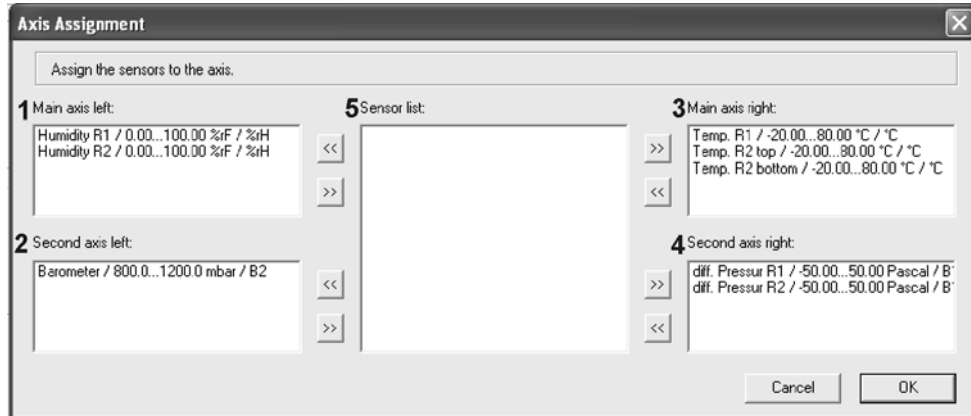 Axis Assignment
Assign the sensors to the axis.
1 Main axis left:
Humidity R1 / 0.00...100.00 %rF / %rH
Humidity R2 / 0.00...100.00 %rF / %rH
<<
>>
5 Sensor list:
3 Main axis right:
>>
<<
Temp. R1 / -20.00...80.00 °C / °C
Temp. R2 top / -20.00...80.00 °C / °C
Temp. R2 bottom / -20.00...80.00 °C / °C
2 Second axis left:
Barometer / 800.0...1200.0 mbar / B2
<<
>>
4 Second axis right:
>>
<<
diff. Pressur R1 / -50.00...50.00 Pascal / B
diff. Pressur R2 / -50.00...50.00 Pascal / B
Cancel
OK